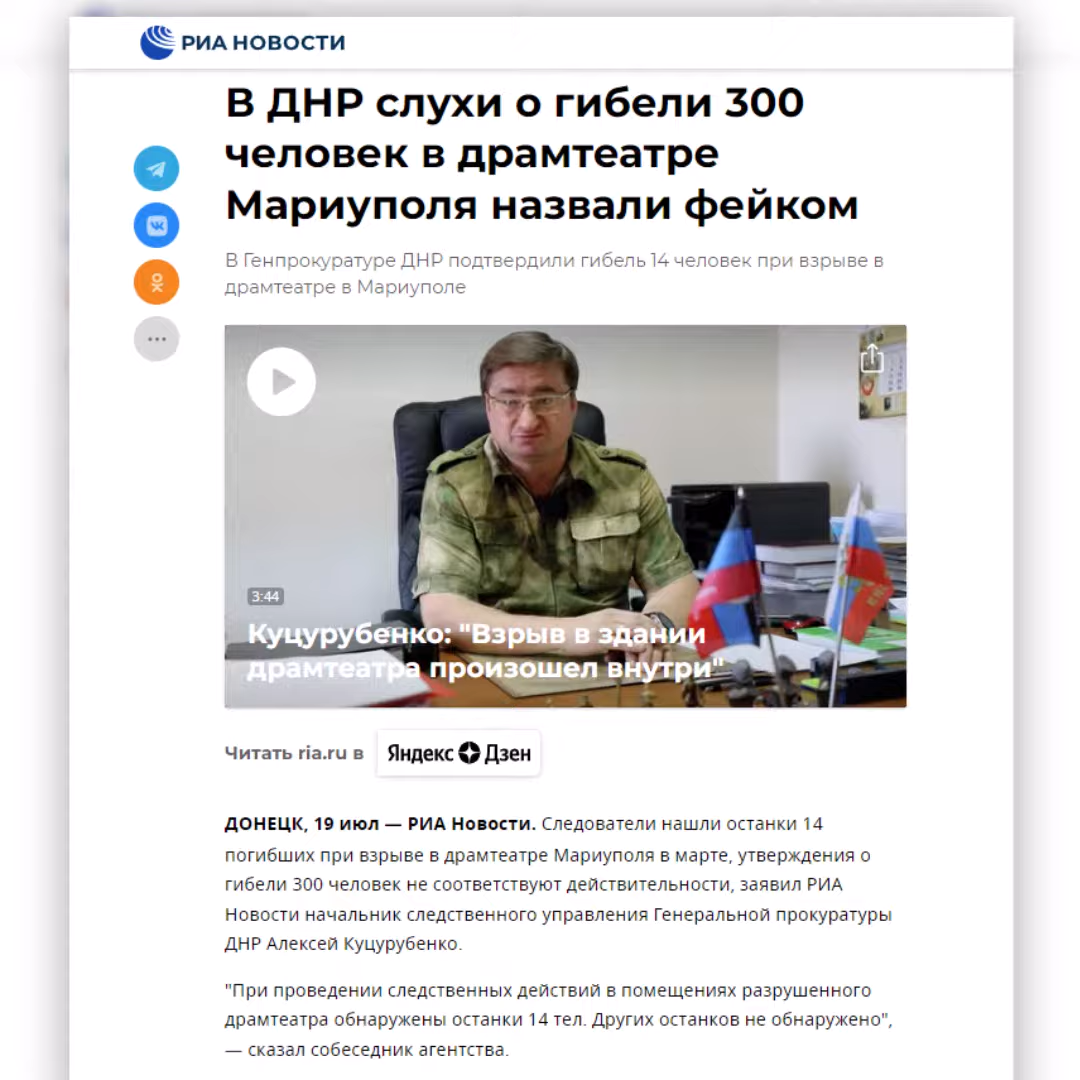 РИА НОВОСТИ
В ДНР слухи о гибели 300
человек в драмтеатре
Мариуполя назвали фейком
В Генпрокуратуре ДНР подтвердили гибель 14 человек при взрыве в
драмтеатре в Мариуполе
3:44
Куцурубенко: "Взрыв в здании
драмтеатра произошел внутри"
Читать ria.ru в Яндекс Дзен
ДОНЕЦК, 19 июл — РИА Новости. Следователи нашли останки 14
погибших при взрыве в драмтеатре Мариуполя в марте, утверждения о
гибели 300 человек не соответствуют действительности, заявил РИА
Новости начальник следственного управления Генеральной прокуратуры
ДНР Алексей Куцурубенко.
"При проведении следственных действий в помещениях разрушенного
драмтеатра обнаружены останки 14 тел. Других останков не обнаружено",
— сказал собеседник агентства.